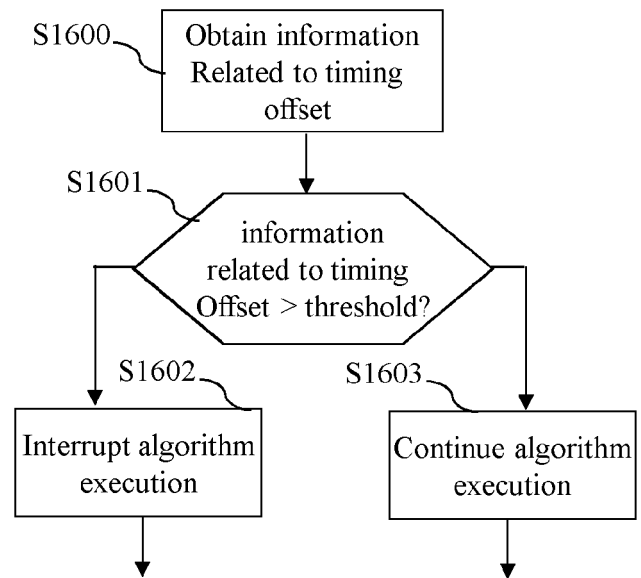 S1600
Obtain information
Related to timing
offset
S1601
information
related to timing
Offset > threshold?
S1602
Interrupt algorithm
execution
S1603
Continue algorithm
execution